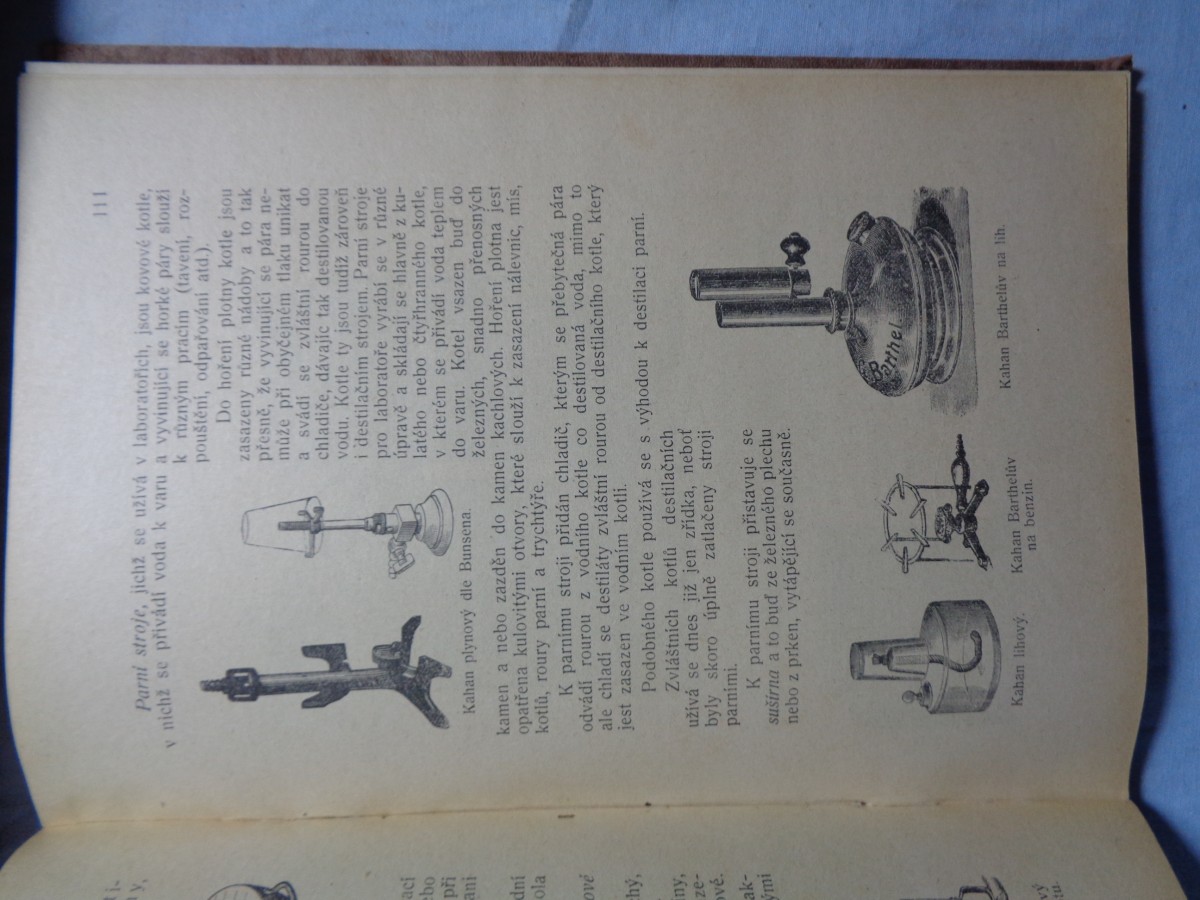 111
Parní stroje, jichž se užívá v laboratořích, jsou kovové kotle,
v nichž se přivádí voda k varu a vyvinující se horké páry slouží
k různým pracím (tavení, roz-
pouštění, odpařování atd.).
Do hoření plotny kotle jsou
zasazeny různé nádoby a to tak
přesně, že vyvinující se pára ne-
může při obyčejném tlaku unikat
a svádí se zvláštní rourou do
chladiče, dávajíc tak destilovanou
vodu. Kotle ty jsou tudíž zároveň
i destilačním strojem. Parní stroje
pro laboratoře vyrábí se v různé
úpravě a skládají se hlavně z ku-
latého nebo čtyřhranného kotle,
v kterém se přivádí voda teplem
do varu. Kotel vsazen buď do
železných, snadno přenosných
kamen a nebo zazděn do kamen kachlových. Hoření plotna jest
opatřena kulovitými otvory, které slouží k zasazení nálevnic, mis,
kotlů, roury parní a trychtýře.
Kahan plynový dle Bunsena.
K parnímu stroji přidán chladič, kterým se přebytečná pára
odvádí rourou z vodního kotle co destilovaná voda, mimo to
ale chladí se destiláty zvláštní rourou od destilačního kotle, který
jest zasazen ve vodním kotli.
Podobného kotle používá se s výhodou k destilaci parní.
Zvláštních kotlů destilačních
užívá se dnes již jen zřídka, neboť
byly skoro úplně zatlačeny stroji
parními.
K parnímu stroji přistavuje se
sušírna a to buď ze železného plechu
nebo z prken, vytápějící se současně.
Barthel
Kahan lihový.
Kahan Barthelův
na benzin.
Kahan Barthelův na líh.